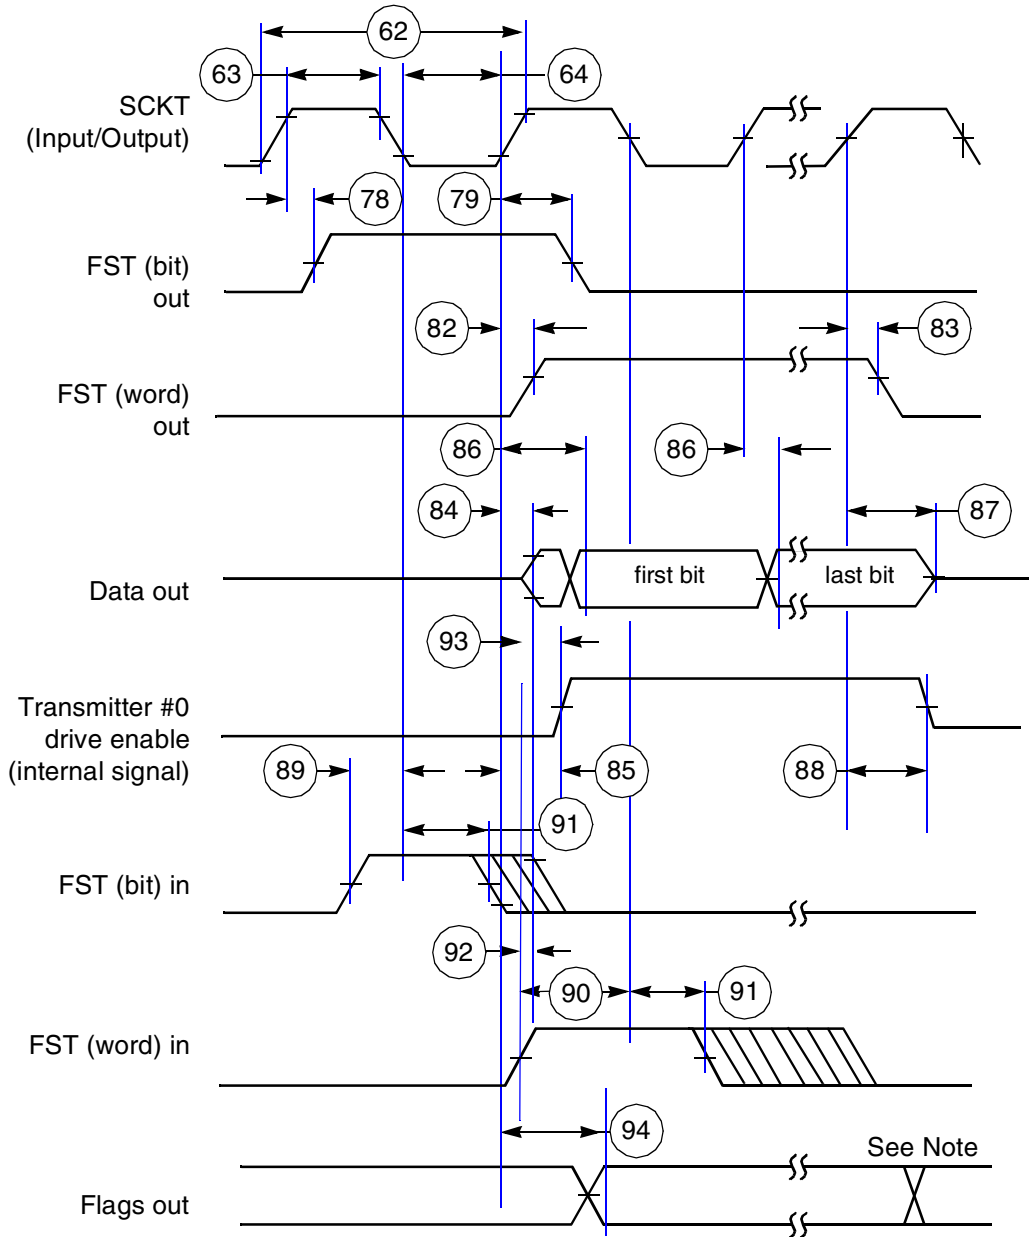 62
63
64
SCKT
(Input/Output)
78
79
FST (bit)
out
82
83
FST (word)
out
86
86
84
87
first bit
last bit
Data out
93
Transmitter #0
drive enable
(internal signal)
89
85
88
91
FST (bit) in
92
90
91
FST (word) in
94
See Note
Flags out